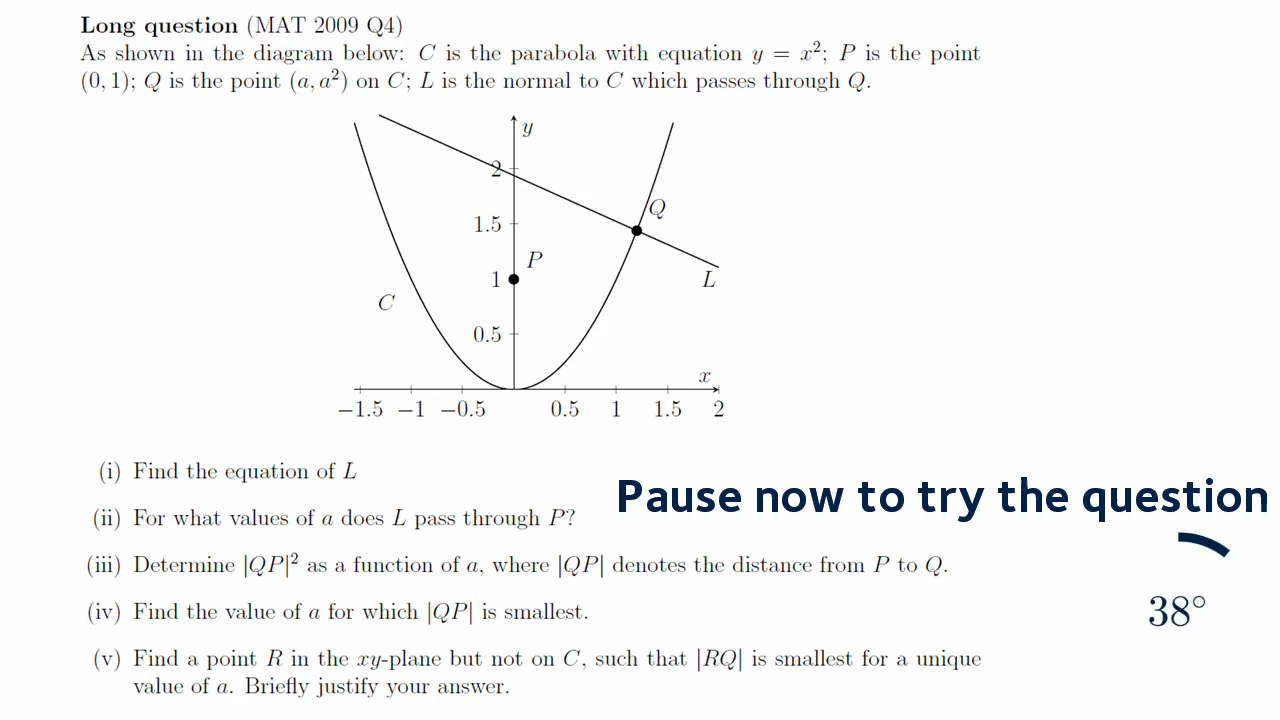 Long question (MAT 2009 Q4)
As shown in the diagram below: C is the parabola with equation y = x²; P is the point
(0, 1); Q is the point (a, a²) on C; L is the normal to C which passes through Q.
y
2
Q
1.5
P
1
L
C
0.5
x
−1.5 −1 −0.5 0.5 1 1.5 2
(i) Find the equation of L
Pause now to try the question
(ii) For what values of a does L pass through P?
(iii) Determine |QP|² as a function of a, where |QP| denotes the distance from P to Q.
(iv) Find the value of a for which |QP| is smallest.
38°
(v) Find a point R in the xy-plane but not on C, such that |RQ| is smallest for a unique
value of a. Briefly justify your answer.